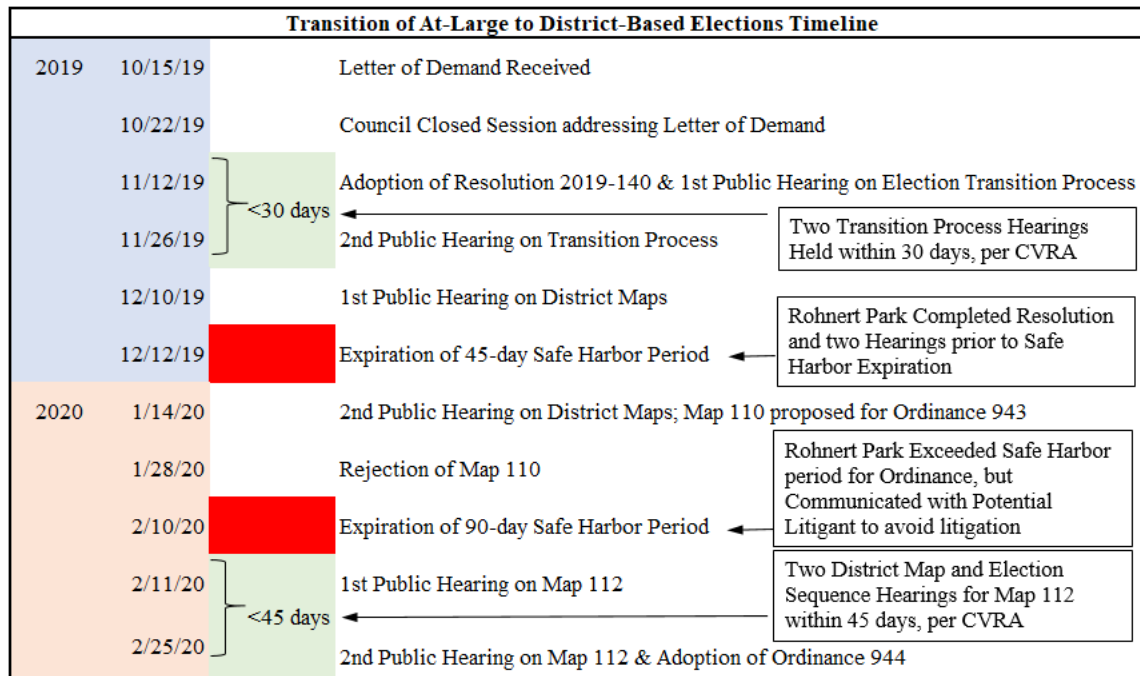 Transition of At-Large to District-Based Elections Timeline
2019 10/15/19 Letter of Demand Received
10/22/19 Council Closed Session addressing Letter of Demand
11/12/19 Adoption of Resolution 2019-140 & 1st Public Hearing on Election Transition Process
<30 days
11/26/19 2nd Public Hearing on Transition Process
Two Transition Process Hearings
Held within 30 days, per CVRA
12/10/19 1st Public Hearing on District Maps
12/12/19 Expiration of 45-day Safe Harbor Period
Rohnert Park Completed Resolution
and two Hearings prior to Safe
Harbor Expiration
2020 1/14/20 2nd Public Hearing on District Maps; Map 110 proposed for Ordinance 943
1/28/20 Rejection of Map 110
2/10/20 Expiration of 90-day Safe Harbor Period
Rohnert Park Exceeded Safe Harbor
period for Ordinance, but
Communicated with Potential
Litigant to avoid litigation
2/11/20 1st Public Hearing on Map 112
<45 days
Two District Map and Election
Sequence Hearings for Map 112
within 45 days, per CVRA
2/25/20 2nd Public Hearing on Map 112 & Adoption of Ordinance 944